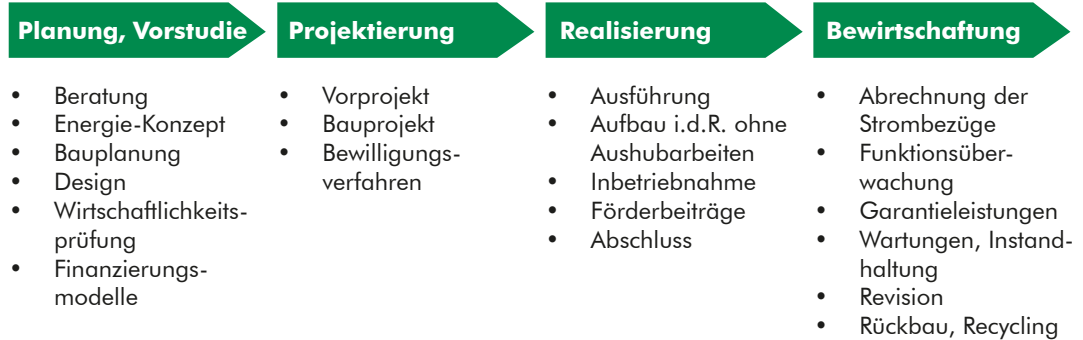 Planung, Vorstudie
• Beratung
• Energie-Konzept
• Bauplanung
• Design
• Wirtschaftlichkeits-
prüfung
• Finanzierungs-
modelle
Projektierung
• Vorprojekt
• Bauprojekt
• Bewilligungs-
verfahren
Realisierung
• Ausführung
• Aufbau i.d.R. ohne
Aushubarbeiten
• Inbetriebnahme
• Förderbeiträge
• Abschluss
Bewirtschaftung
• Abrechnung der
Strombezüge
• Funktionsüber-
wachung
• Garantieleistungen
• Wartungen, Instand-
haltung
• Revision
• Rückbau, Recycling